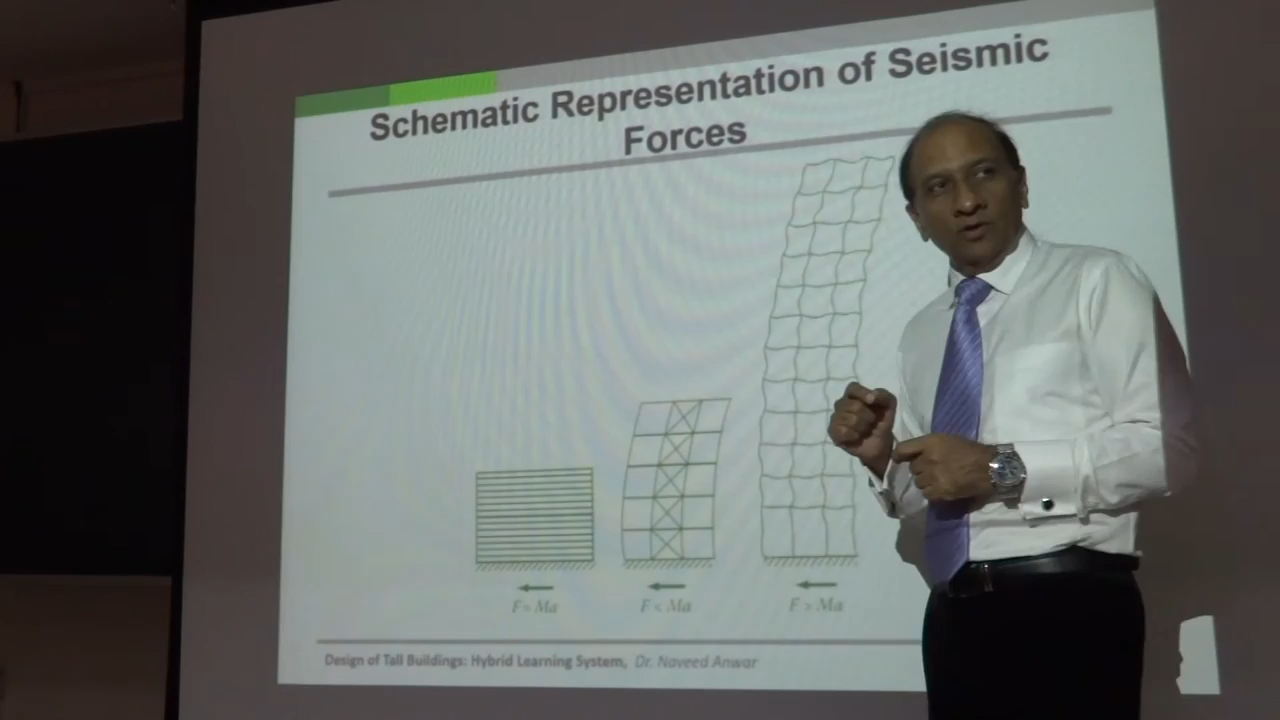 Schematic Representation of Seismic
Forces
F= Ma
F < Ma
F > Ma
Design of Tall Buildings: Hybrid Learning System, Dr. Naveed Anwar